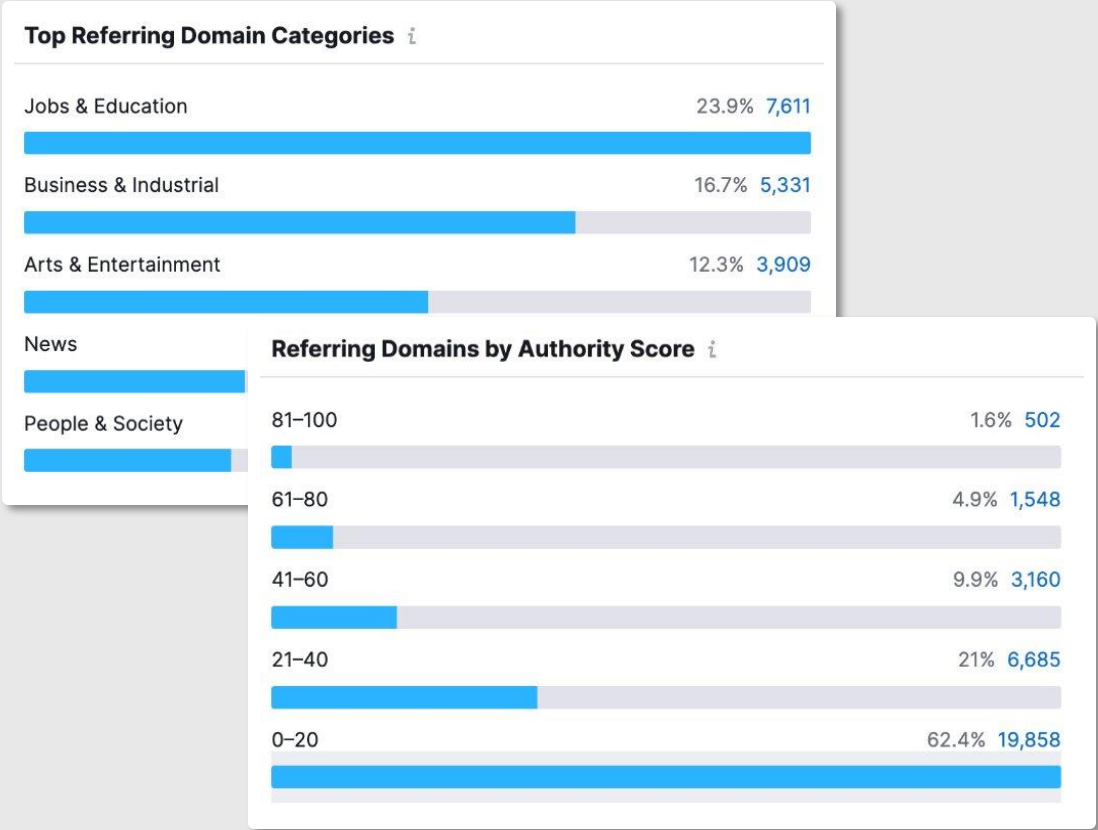 Top Referring Domain Categories i
Jobs & Education 23.9% 7,611
Business & Industrial 16.7% 5,331
Arts & Entertainment 12.3% 3,909
News
People & Society
Referring Domains by Authority Score i
81–100 1.6% 502
61–80 4.9% 1,548
41–60 9.9% 3,160
21–40 21% 6,685
0–20 62.4% 19,858